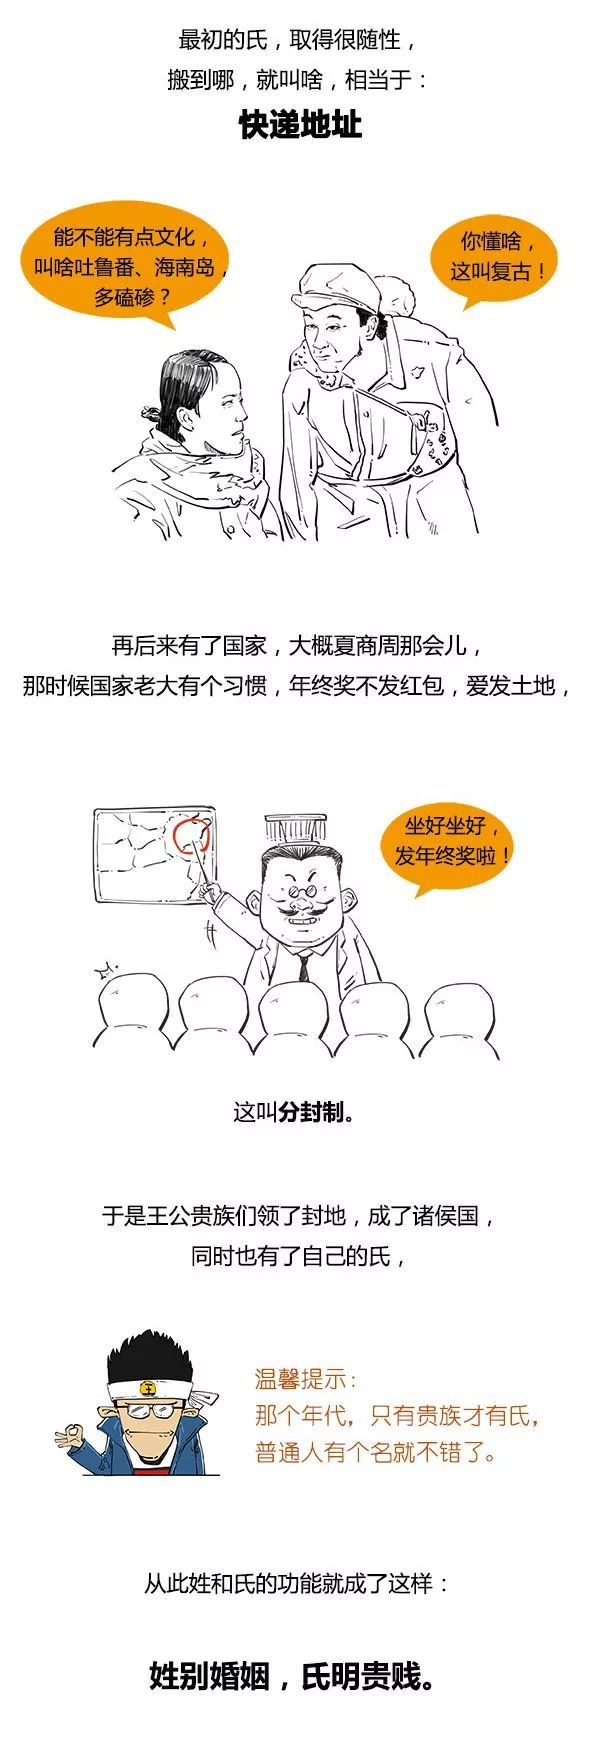 最初的氏，取得很随性，
搬到哪，就叫啥，相当于：
快递地址
能不能有点文化，
叫啥吐鲁番、海南岛，
多磕碜？
你懂啥，
这叫复古！
再后来有了国家，大概夏商周那会儿，
那时候国家老大有个习惯，年终奖不发红包，爱发土地，
坐好坐好，
发年终奖啦！
这叫分封制。
于是王公贵族们领了封地，成了诸侯国，
同时也有了自己的氏，
温馨提示：
那个年代，只有贵族才有氏，
普通人有个名就不错了。
从此姓和氏的功能就成了这样：
姓别婚姻，氏明贵贱。